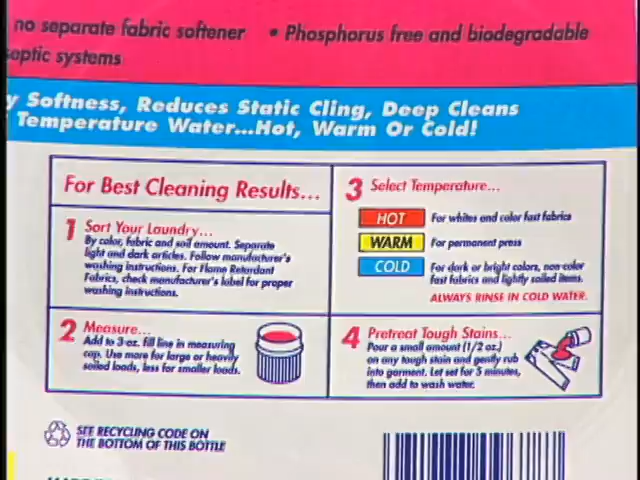 no separate fabric softener • Phosphorus free and biodegradable
septic systems
y Softness, Reduces Static Cling, Deep Cleans
Temperature Water...Hot, Warm Or Cold!
For Best Cleaning Results...
1 Sort Your Laundry...
By color, fabric and soil amount. Separate
light and dark articles. Follow manufacturer's
washing instructions. For Flame Retardant
Fabrics, check manufacturer's label for proper
washing instructions.
2 Measure...
Add to 3 oz. fill line in measuring
cap. Use more for large or heavily
soiled loads, less for smaller loads.
3 Select Temperature...
HOT For whites and color fast fabrics
WARM For permanent press
COLD For dark or bright colors, non color
fast fabrics and lightly soiled items.
ALWAYS RINSE IN COLD WATER.
4 Pretreat Tough Stains...
Pour a small amount (1/2 oz.)
on any tough stain and gently rub
into garment. Let set for 5 minutes,
then add to wash water.
SEE RECYCLING CODE ON
THE BOTTOM OF THIS BOTTLE